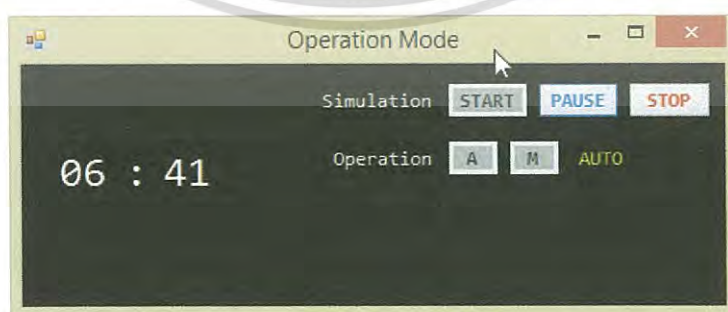 Operation Mode
Simulation START PAUSE STOP
06 : 41
Operation A M AUTO